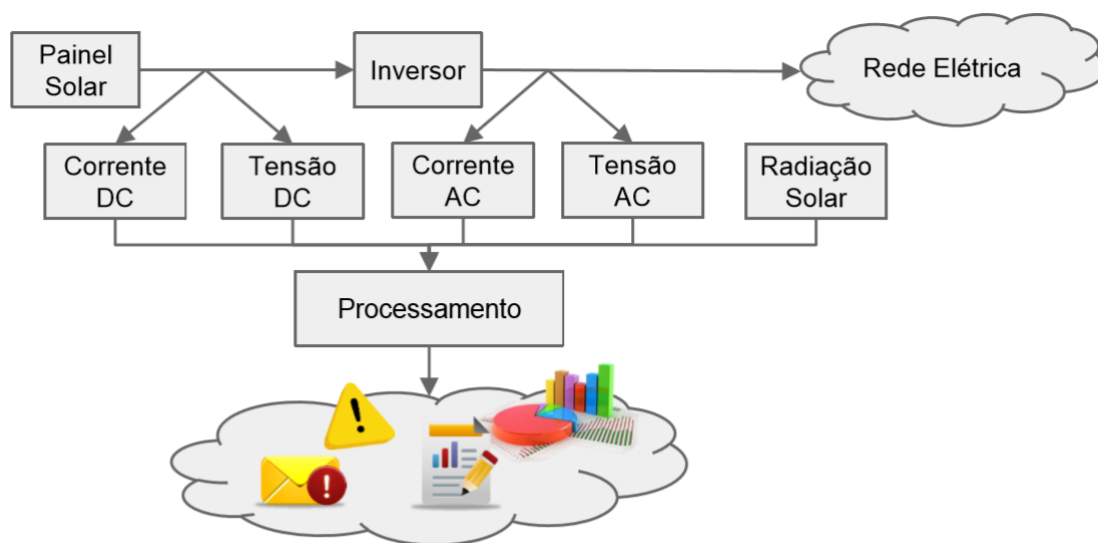 Painel
Solar
Inversor
Rede Elétrica
Corrente
DC
Tensão
DC
Corrente
AC
Tensão
AC
Radiação
Solar
Processamento